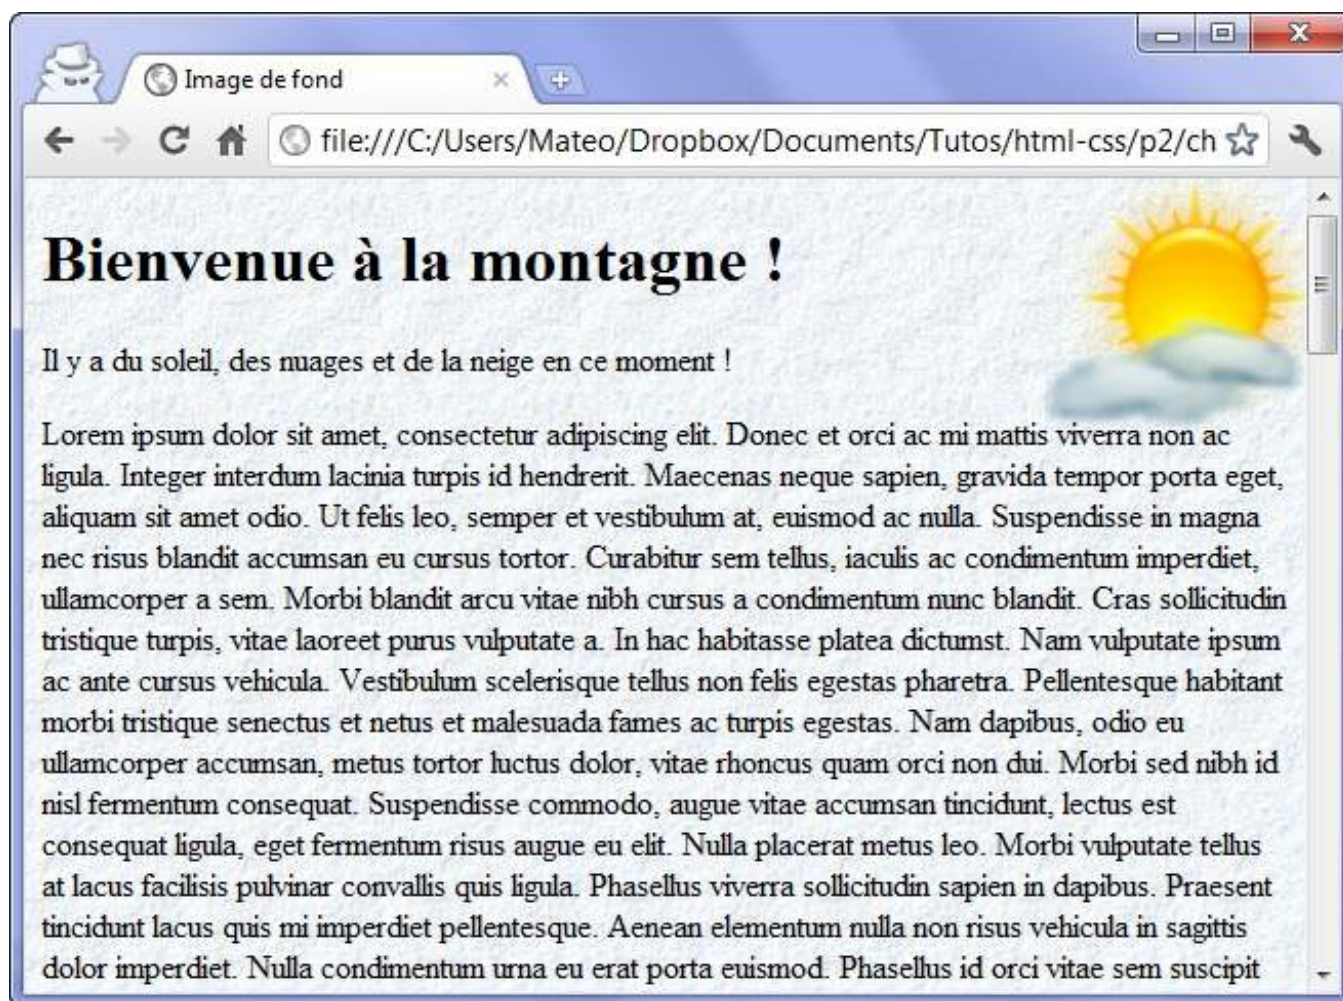 Image de fond
file:///C:/Users/Mateo/Dropbox/Documents/Tutos/html-css/p2/ch
Bienvenue à la montagne !
Il y a du soleil, des nuages et de la neige en ce moment !
Lorem ipsum dolor sit amet, consectetur adipiscing elit. Donec et orci ac mi mattis viverra non ac
ligula. Integer interdum lacinia turpis id hendrerit. Maecenas neque sapien, gravida tempor porta eget,
aliquam sit amet odio. Ut felis leo, semper et vestibulum at, euismod ac nulla. Suspendisse in magna
nec risus blandit accumsan eu cursus tortor. Curabitur sem tellus, iaculis ac condimentum imperdiet,
ullamcorper a sem. Morbi blandit arcu vitae nibh cursus a condimentum nunc blandit. Cras sollicitudin
tristique turpis, vitae laoreet purus vulputate a. In hac habitasse platea dictumst. Nam vulputate ipsum
ac ante cursus vehicula. Vestibulum scelerisque tellus non felis egestas pharetra. Pellentesque habitant
morbi tristique senectus et netus et malesuada fames ac turpis egestas. Nam dapibus, odio eu
ullamcorper accumsan, metus tortor luctus dolor, vitae rhoncus quam orci non dui. Morbi sed nibh id
nisl fermentum consequat. Suspendisse commodo, augue vitae accumsan tincidunt, lectus est
consequat ligula, eget fermentum risus augue eu elit. Nulla placerat metus leo. Morbi vulputate tellus
at lacus facilisis pulvinar convallis quis ligula. Phasellus viverra sollicitudin sapien in dapibus. Praesent
tincidunt lacus quis mi imperdiet pellentesque. Aenean elementum nulla non risus vehicula in sagittis
dolor imperdiet. Nulla condimentum urna eu erat porta euismod. Phasellus id orci vitae sem suscipit